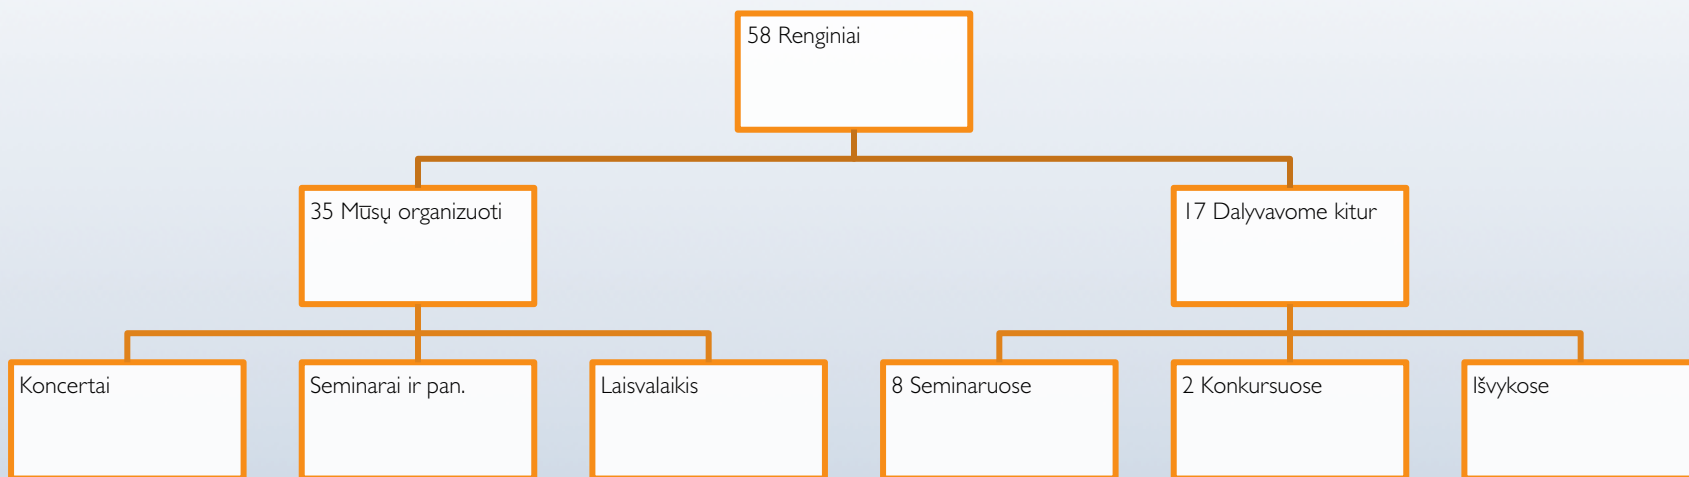 58 Renginiai
35 Mūsų organizuoti
17 Dalyvavome kitur
Koncertai
Seminarai ir pan.
Laisvalaikis
8 Seminaruose
2 Konkursuose
Išvykose